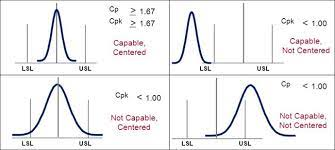 Cp ≥ 1.67
Cpk ≥ 1.67
Capable,
Centered
LSL USL
Cpk < 1.00
Capable,
Not Centered
LSL USL
Cpk < 1.00
Not Capable,
Centered
LSL USL
Cpk < 1.00
Not Capable,
Not Centered
LSL USL